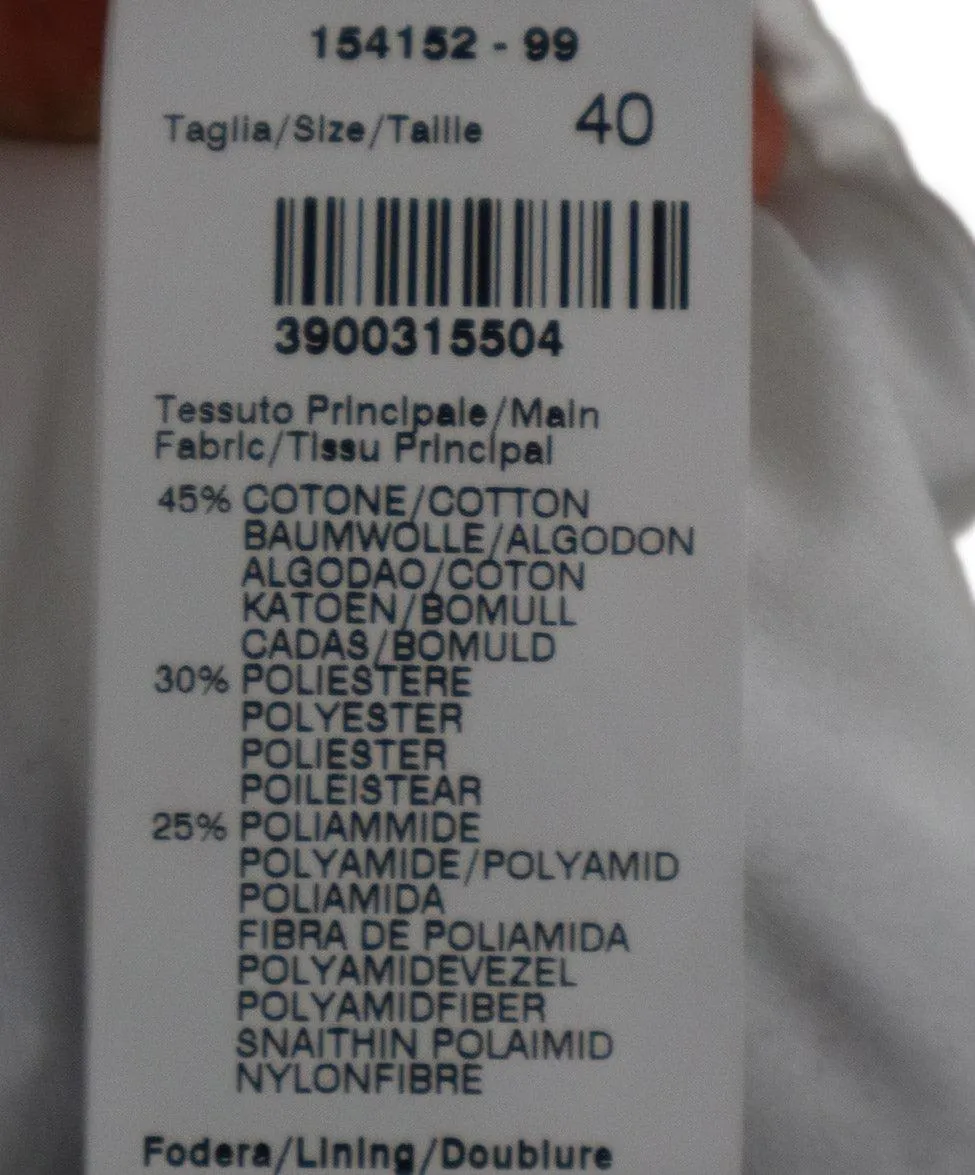 154152 - 99
Taglia/Size/Taille 40
3900315504
Tessuto Principale/Main
Fabric/Tissu Principal
45% COTONE/COTTON
BAUMWOLLE/ALGODON
ALGODAO/COTON
KATOEN/BOMULL
CADAS/BOMULD
30% POLIESTERE
POLYESTER
POLIESTER
POILEISTEAR
25% POLIAMMIDE
POLYAMIDE/POLYAMID
POLIAMIDA
FIBRA DE POLIAMIDA
POLYAMIDEVEZEL
POLYAMIDFIBER
SNAITHIN POLAIMID
NYLONFIBRE
Fodera/Lining/Doublure